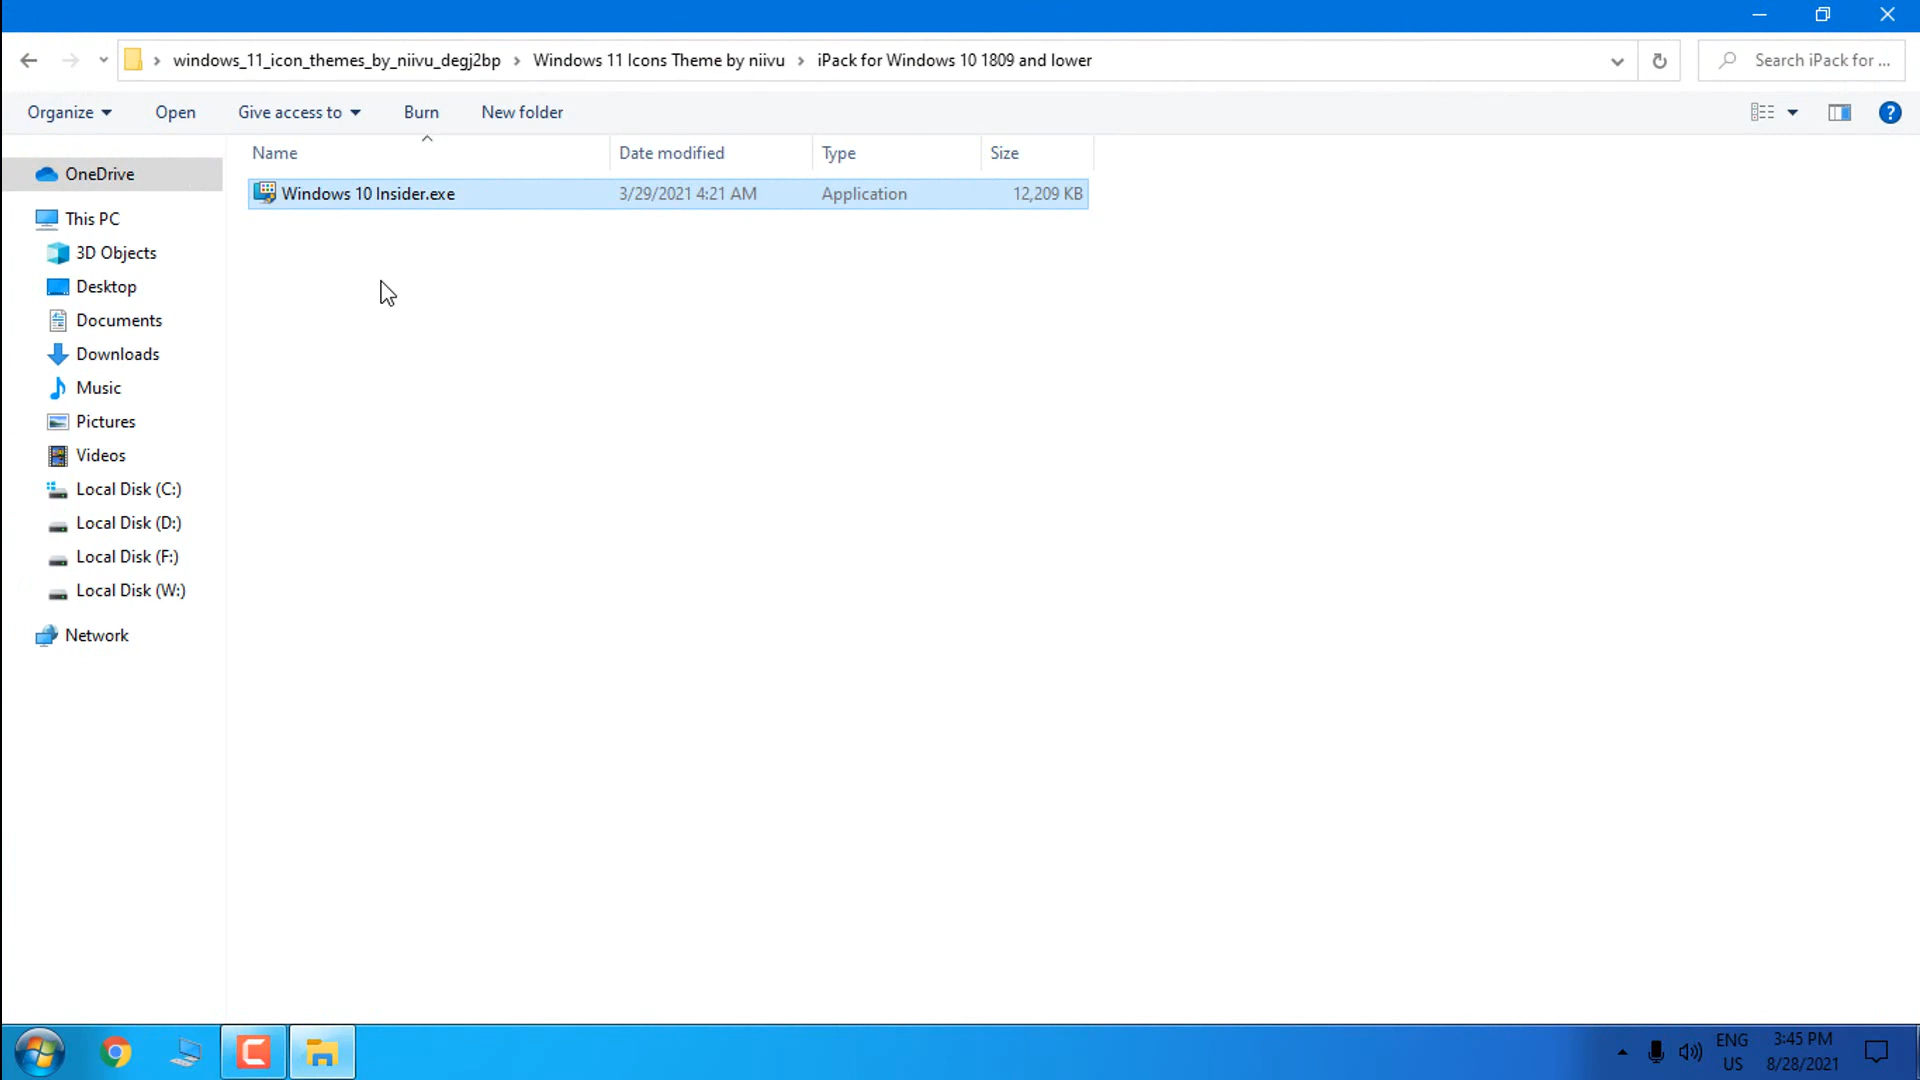 windows_11_icon_themes_by_niivu_degj2bp > Windows 11 Icons Theme by niivu > iPack for Windows 10 1809 and lower
Search iPack for ...
Organize Open Give access to Burn New folder
Name Date modified Type Size
Windows 10 Insider.exe 3/29/2021 4:21 AM Application 12,209 KB
OneDrive
This PC
3D Objects
Desktop
Documents
Downloads
Music
Pictures
Videos
Local Disk (C:)
Local Disk (D:)
Local Disk (F:)
Local Disk (W:)
Network
ENG
US
3:45 PM
8/28/2021